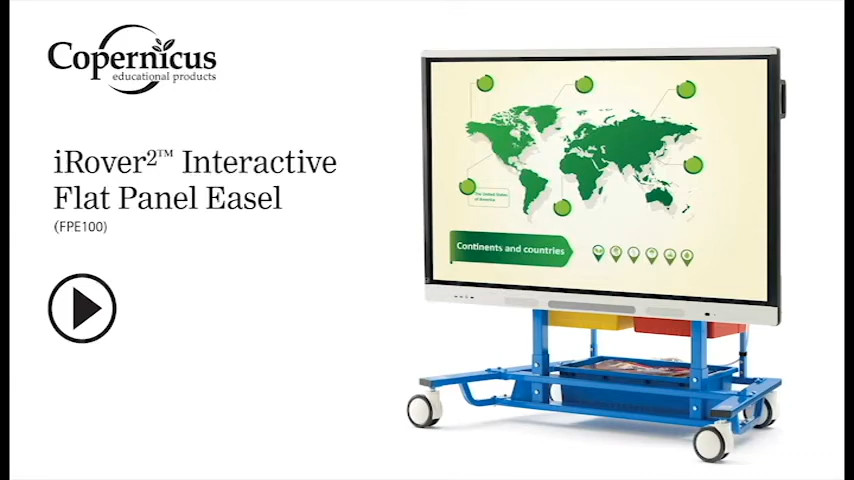 Copernicus
educational products
iRover2™ Interactive
Flat Panel Easel
(FPE100)
The United States
of America
Continents and countries